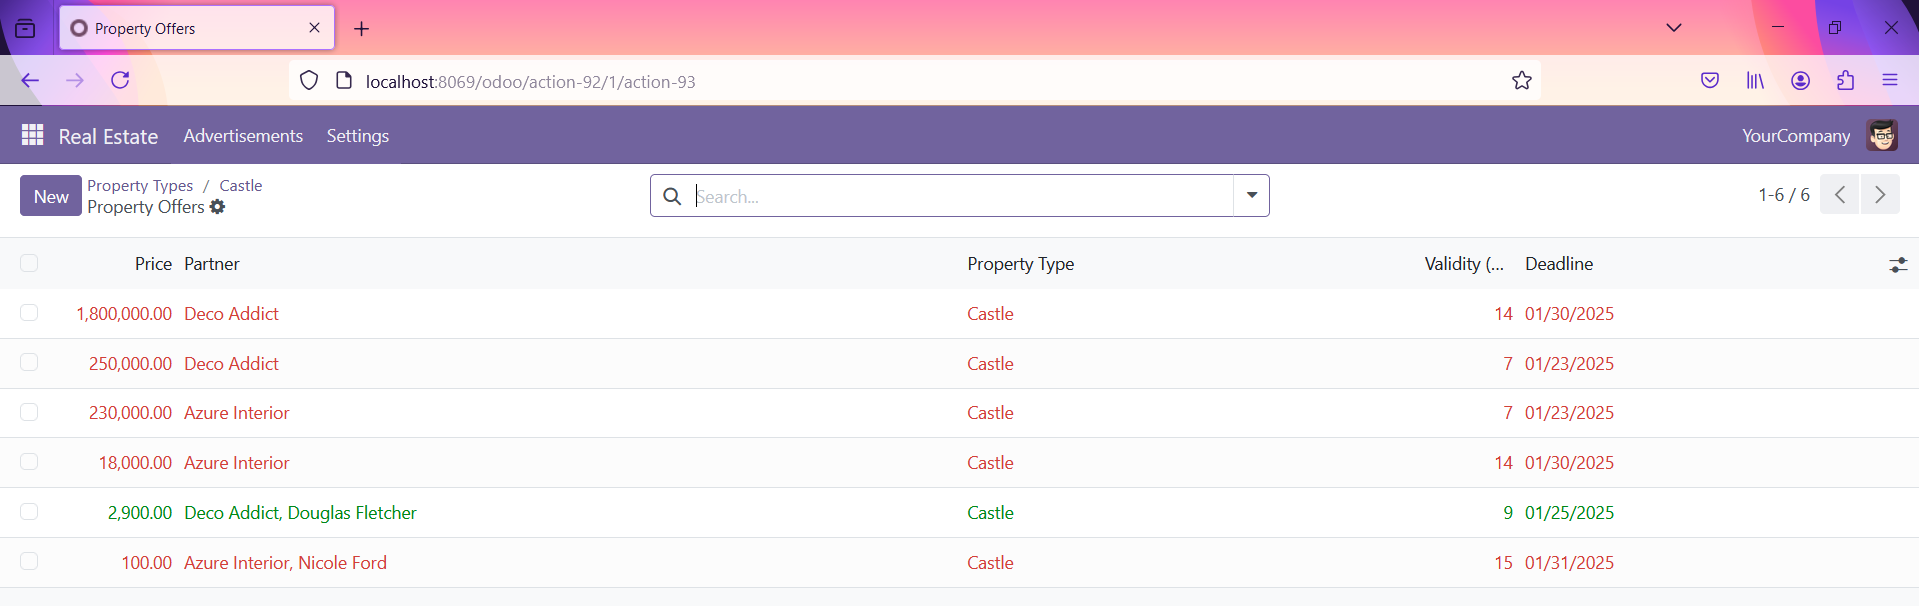 Property Offers
localhost:8069/odoo/action-92/1/action-93
Real Estate Advertisements Settings YourCompany
New Property Types / Castle
Property Offers
Search...
1-6 / 6
Price Partner Property Type Validity (... Deadline
1,800,000.00 Deco Addict Castle 14 01/30/2025
250,000.00 Deco Addict Castle 7 01/23/2025
230,000.00 Azure Interior Castle 7 01/23/2025
18,000.00 Azure Interior Castle 14 01/30/2025
2,900.00 Deco Addict, Douglas Fletcher Castle 9 01/25/2025
100.00 Azure Interior, Nicole Ford Castle 15 01/31/2025